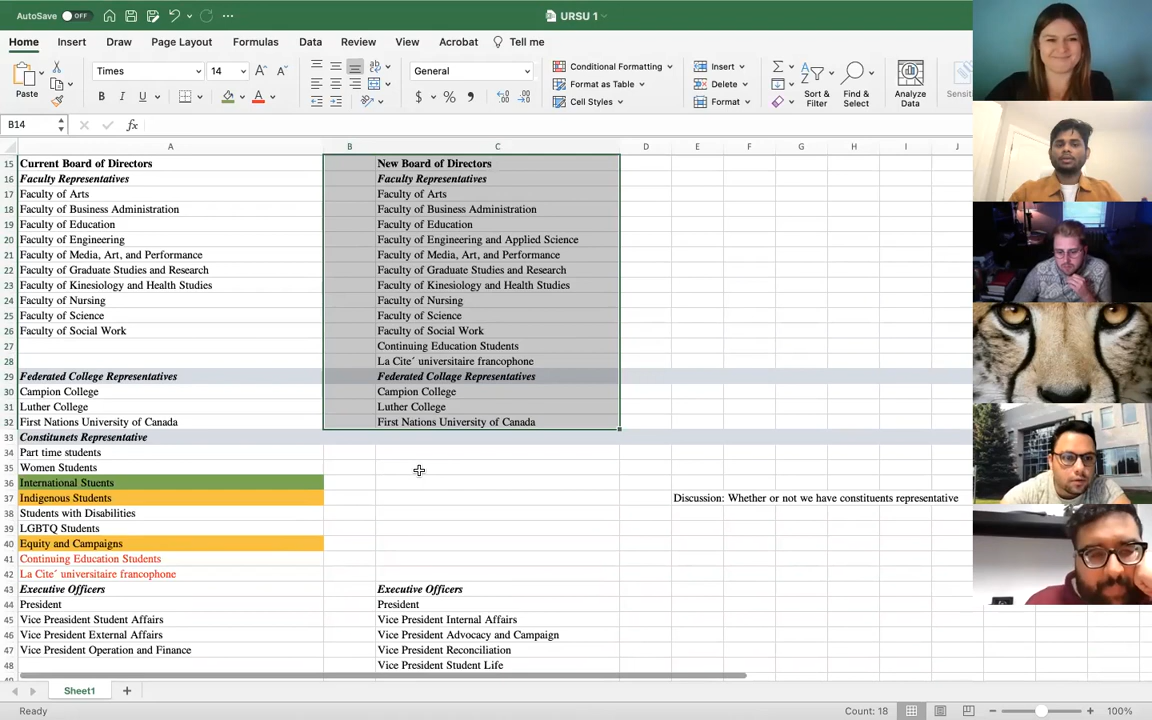 AutoSave OFF URSU 1
Home Insert Draw Page Layout Formulas Data Review View Acrobat Tell me
Paste Times 14 General Conditional Formatting Insert
B I U Format as Table Delete
$ % Cell Styles Format Sort & Filter Find & Select Analyze Data
B14 fx
A B C D E F G H I J
15 Current Board of Directors New Board of Directors
16 Faculty Representatives Faculty Representatives
17 Faculty of Arts Faculty of Arts
18 Faculty of Business Administration Faculty of Business Administration
19 Faculty of Education Faculty of Education
20 Faculty of Engineering Faculty of Engineering and Applied Science
21 Faculty of Media, Art, and Performance Faculty of Media, Art, and Performance
22 Faculty of Graduate Studies and Research Faculty of Graduate Studies and Research
23 Faculty of Kinesiology and Health Studies Faculty of Kinesiology and Health Studies
24 Faculty of Nursing Faculty of Nursing
25 Faculty of Science Faculty of Science
26 Faculty of Social Work Faculty of Social Work
27 Continuing Education Students
28 La Cite´ universitaire francophone
29 Federated College Representatives Federated Collage Representatives
30 Campion College Campion College
31 Luther College Luther College
32 First Nations University of Canada First Nations University of Canada
33 Constitunets Representative
34 Part time students
35 Women Students
36 International Stuents
37 Indigenous Students Discussion: Whether or not we have constituents representative
38 Students with Disabilities
39 LGBTQ Students
40 Equity and Campaigns
41 Continuing Education Students
42 La Cite´ universitaire francophone
43 Executive Officers Executive Officers
44 President President
45 Vice Preasident Student Affairs Vice President Internal Affairs
46 Vice President External Affairs Vice President Advocacy and Campaign
47 Vice President Operation and Finance Vice President Reconciliation
48 Vice President Student Life
Sheet1
Ready Count: 18 100%